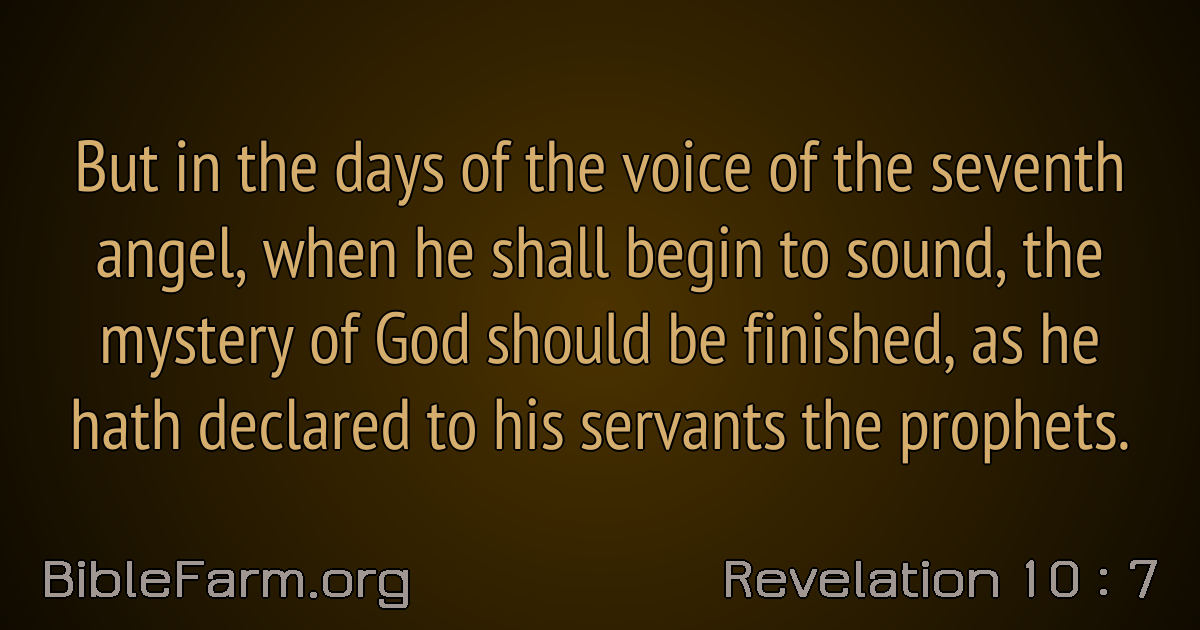 But in the days of the voice of the seventh
angel, when he shall begin to sound, the
mystery of God should be finished, as he
hath declared to his servants the prophets.
BibleFarm.org
Revelation 10 : 7